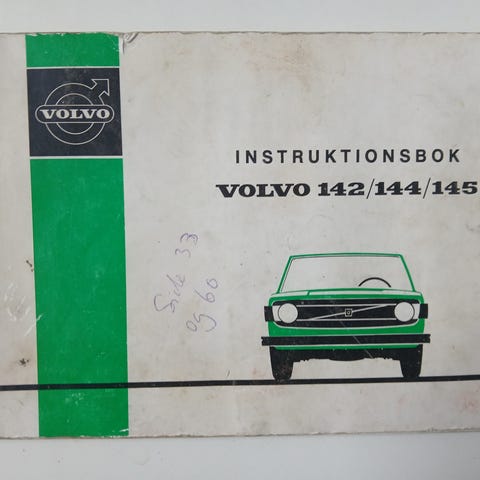 VOLVO
INSTRUKTIONSBOK
VOLVO 142/144/145
Side 33
og 60